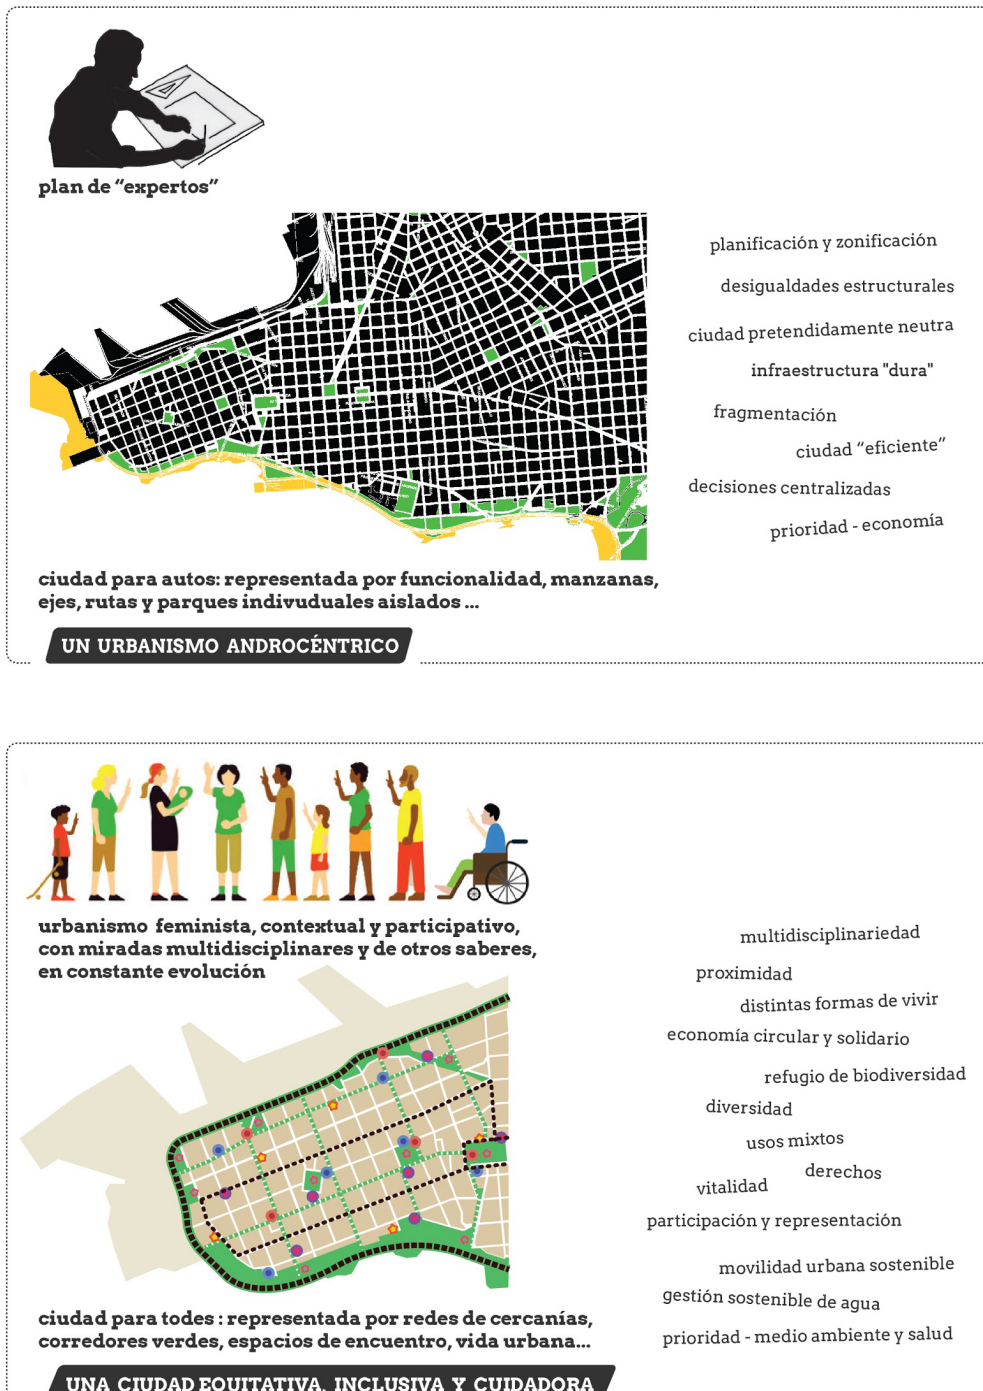 plan de “expertos”
planificación y zonificación
desigualdades estructurales
ciudad pretendidamente neutra
infraestructura "dura"
fragmentación
ciudad “eficiente”
decisiones centralizadas
prioridad - economía
ciudad para autos: representada por funcionalidad, manzanas,
ejes, rutas y parques indivuduales aislados ...
UN URBANISMO ANDROCÉNTRICO
urbanismo feminista, contextual y participativo,
con miradas multidisciplinares y de otros saberes,
en constante evolución
multidisciplinariedad
proximidad
distintas formas de vivir
economía circular y solidario
refugio de biodiversidad
diversidad
usos mixtos
derechos
vitalidad
participación y representación
movilidad urbana sostenible
gestión sostenible de agua
prioridad - medio ambiente y salud
ciudad para todes : representada por redes de cercanías,
corredores verdes, espacios de encuentro, vida urbana...
UNA CIUDAD EQUITATIVA, INCLUSIVA Y CUIDADORA